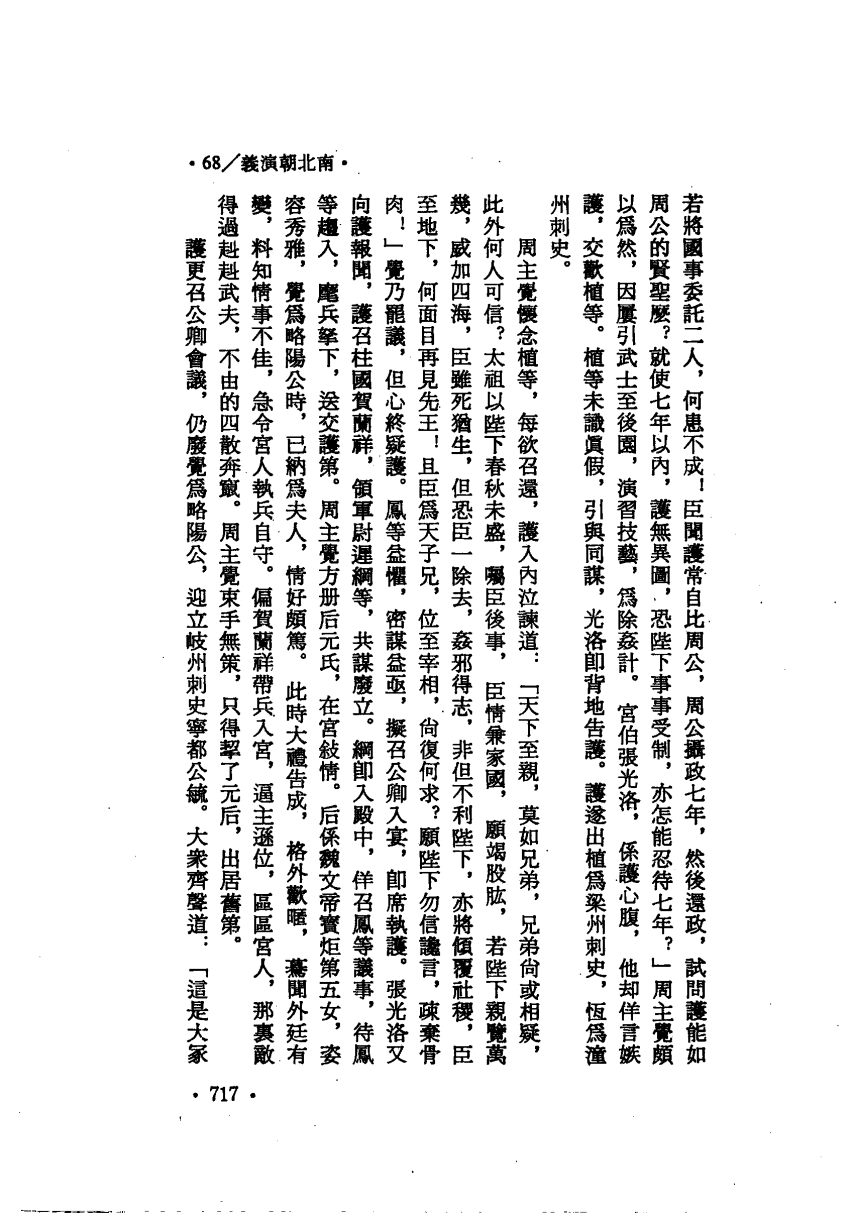 •68／義演朝北南•
若將國事委託二人，何患不成！臣聞護常自比周公，周公攝政七年，然後還政，試問護能如
周公的賢聖麼？就使七年以內，護無異圖，恐陛下事事受制，亦怎能忍待七年？」周主覺頗
以爲然，因屢引武士至後園，演習技藝，爲除姦計。宮伯張光洛，係護心腹，他却佯言嫉
護，交歡植等。植等未識眞假，引與同謀，光洛卽背地告護。護遂出植爲梁州刺史，恆爲潼
州刺史。
周主覺懷念植等，每欲召還，護入內泣諫道：「天下至親，莫如兄弟，兄弟尙或相疑，
此外何人可信？太祖以陛下春秋未盛，囑臣後事，臣情兼家國，願竭股肱，若陛下親覽萬
幾，威加四海，臣雖死猶生，但恐臣一除去，姦邪得志，非但不利陛下，亦將傾覆社稷，臣
至地下，何面目再見先王！且臣爲天子兄，位至宰相，尙復何求？願陛下勿信讒言，疎棄骨
肉！」覺乃罷議，但心終疑護。鳳等益懼，密謀益亟，擬召公卿入宴，卽席執護。張光洛又
向護報聞，護召柱國賀蘭祥，領軍尉遲綱等，共謀廢立。綱卽入殿中，佯召鳳等議事，待鳳
等趨入，麾兵拏下，送交護第。周主覺方册后元氏，在宮敍情。后係魏文帝寶炬第五女，姿
容秀雅，覺爲略陽公時，已納爲夫人，情好頗篤。此時大禮告成，格外歡暱，驀聞外廷有
變，料知情事不佳，急令宮人執兵自守。偏賀蘭祥帶兵入宮，逼主遜位，區區宮人，那裏敵
得過赳赳武夫，不由的四散奔竄。周主覺束手無策，只得挈了元后，出居舊第。
護更召公卿會議，仍廢覺爲略陽公，迎立岐州刺史寧都公毓。大衆齊聲道：「這是大冢
•717•